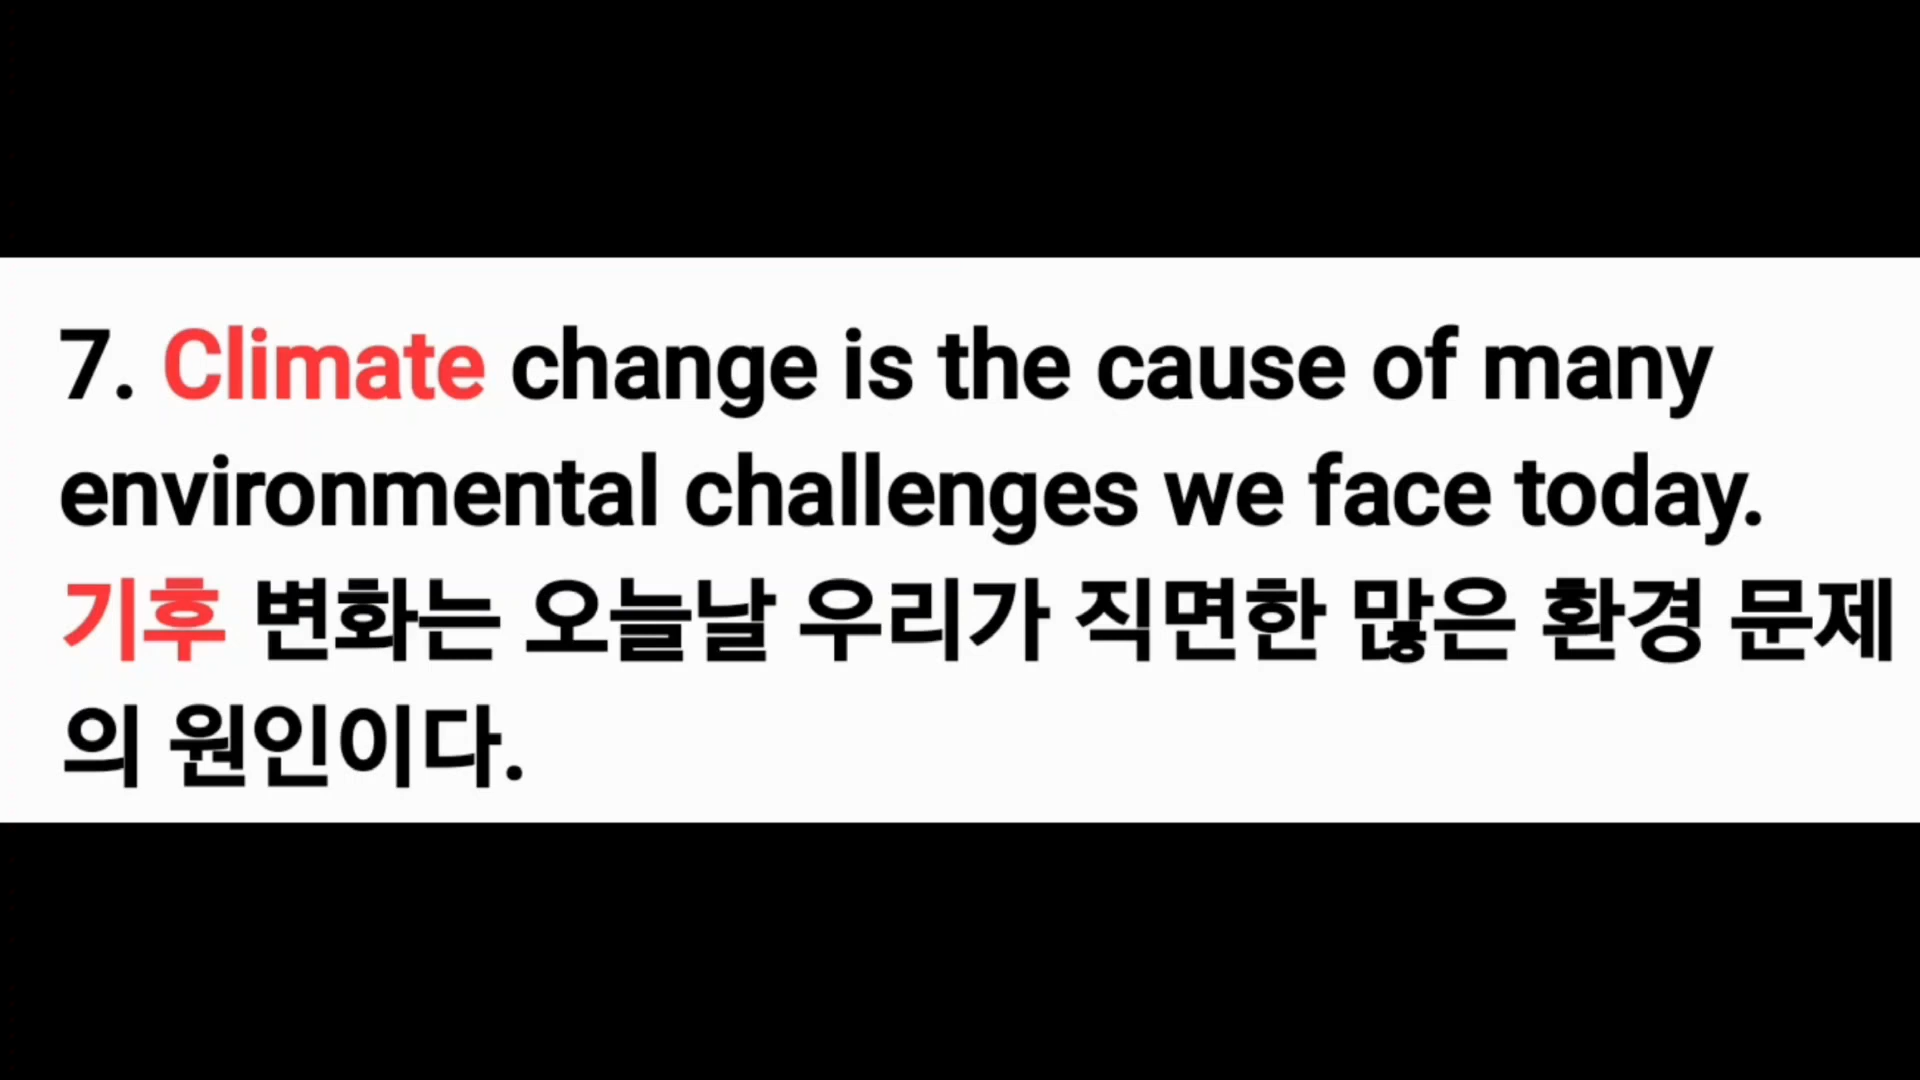 7. Climate change is the cause of many
environmental challenges we face today.
기후 변화는 오늘날 우리가 직면한 많은 환경 문제
의 원인이다.